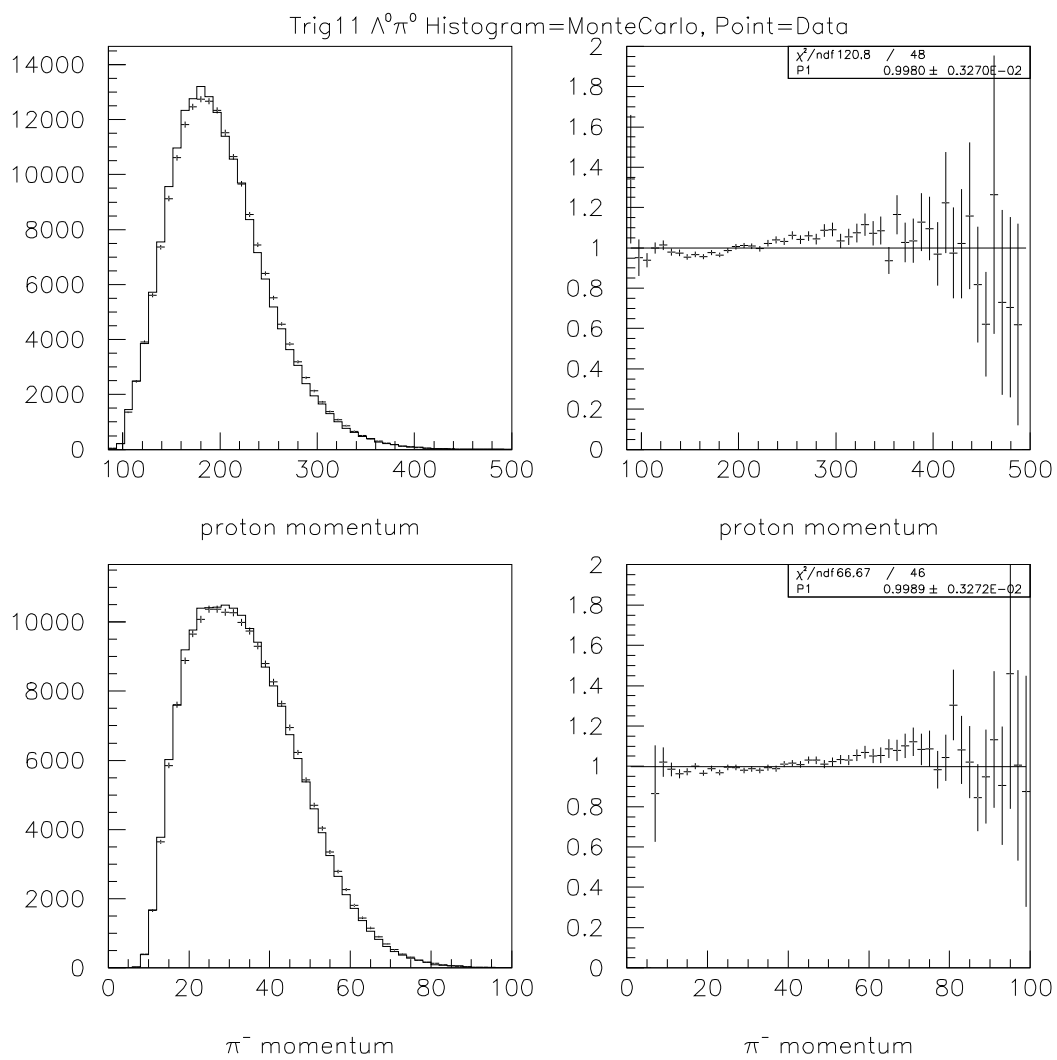 Trig11 Λ⁰π⁰ Histogram=MonteCarlo, Point=Data
14000
12000
10000
8000
6000
4000
2000
0
100 200 300 400 500
proton momentum
χ²/ndf 120.8 / 48
P1 0.9980 ± 0.3270E-02
2
1.8
1.6
1.4
1.2
1
0.8
0.6
0.4
0.2
0
100 200 300 400 500
proton momentum
10000
8000
6000
4000
2000
0
0 20 40 60 80 100
π⁻ momentum
χ²/ndf 66.67 / 46
P1 0.9989 ± 0.3272E-02
2
1.8
1.6
1.4
1.2
1
0.8
0.6
0.4
0.2
0
0 20 40 60 80 100
π⁻ momentum